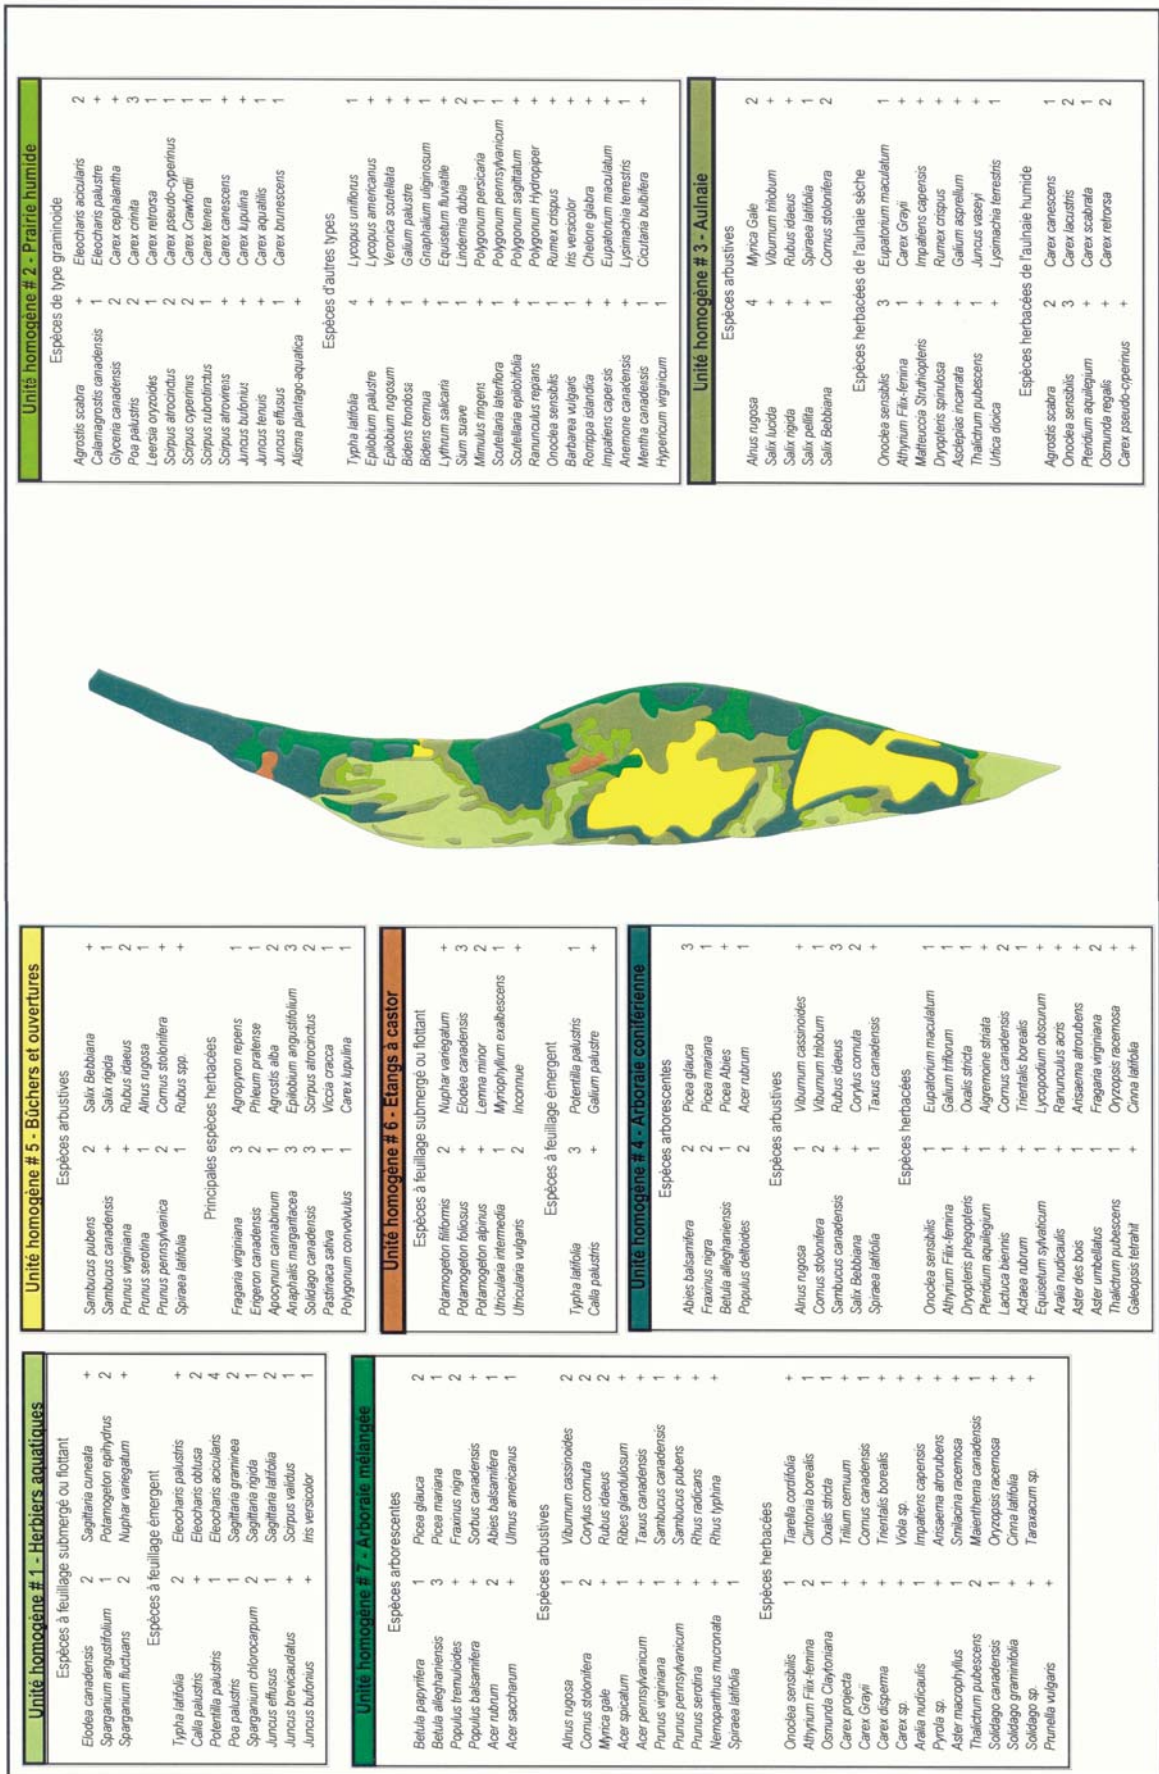 Unité homogène # 1 - Herbiers aquatiques
Espèces à feuillage submergé ou flottant
Elodea canadensis 2 Sagittaria cuneata +
Sparganium angustifolium 1 Potamogeton epihydrus 2
Sparganium fluctuans 2 Nuphar variegatum +
Espèces à feuillage émergent
Typha latifolia 2 Eleocharis palustris +
Calla palustris + Eleocharis obtusa 2
Potentilla palustris 1 Eleocharis acicularis 4
Poa palustris 1 Sagittaria graminea 2
Sparganium chlorocarpum 2 Sagittaria rigida 1
Juncus effusus 1 Sagittaria latifolia 2
Juncus brevicaudatus + Scirpus validus 1
Juncus bufonius + Iris versicolor 1
Unité homogène # 7 - Arboraie mélangée
Espèces arborescentes
Betula papyrifera 1 Picea glauca 2
Betula alleghaniensis 3 Picea mariana 1
Populus tremuloides + Fraxinus nigra 2
Populus balsamifera + Sorbus canadensis +
Acer rubrum 2 Abies balsamifera 1
Acer saccharum + Ulmus americanus 1
Espèces arbustives
Alnus rugosa 1 Viburnum cassinoides 2
Cornus stolonifera 2 Corylus cornuta 2
Myrica gale + Rubus idaeus 2
Acer spicatum 1 Ribes glandulosum +
Acer pensylvanicum + Taxus canadensis +
Prunus virginiana 1 Sambucus canadensis 1
Prunus pennsylvanicum + Sambucus pubens +
Prunus serotina + Rhus radicans +
Nemopanthus mucronata + Rhus typhina +
Spiraea latifolia 1
Espèces herbacées
Onoclea sensibilis 1 Tiarella cordifolia +
Athyrium Filix-femina 2 Clintonia borealis 1
Osmunda Claytoniana 1 Oxalis stricta 1
Carex projecta + Trilium cernuum +
Carex Grayii + Cornus canadensis 1
Carex disperma + Trientalis borealis +
Carex sp. + Viola sp. +
Aralia nudicaulis 1 Impatiens capensis +
Pyrola sp. + Arisaema atrorubens +
Aster macrophyllus 1 Smilacina racemosa +
Thalictrum pubescens 2 Maienthema canadensis 1
Solidago canadensis 1 Oryzopsis racemosa +
Solidago graminifolia + Cinna latifolia +
Solidago sp. + Taraxacum sp. +
Prunella vulgaris +
Unité homogène # 5 - Bûchers et ouvertures
Espèces arbustives
Sambucus pubens 2 Salix Bebbiana +
Sambucus canadensis + Salix rigida 1
Prunus virginiana + Rubus idaeus 2
Prunus serotina 1 Alnus rugosa 1
Prunus pensylvanica 2 Cornus stolonifera +
Spiraea latifolia 1 Rubus spp. +
Principales espèces herbacées
Fragaria virginiana 3 Agropyron repens 1
Erigeron canadensis 2 Phleum pratense 1
Apocynum cannabinum 1 Agrostis alba 2
Anaphalis margaritacea 3 Epilobium angustifolium 3
Solidago canadensis 3 Scirpus atrocinctus 2
Pastinaca sativa 1 Viccia cracca 1
Polygonum convolvulus 1 Carex lupulina 1
Unité homogène # 6 - Etangs à castor
Espèces à feuillage submergé ou flottant
Potamogeton filiformis 2 Nuphar variegatum +
Potamogeton foliosus + Elodea canadensis 3
Potamogeton alpinus + Lemna minor 2
Utricularia intermedia 1 Myriophyllum exalbescens 1
Utricularia vulgaris 2 Inconnue +
Espèces à feuillage émergent
Typha latifolia 3 Potentilla palustris 1
Calla palustris + Galium palustre +
Unité homogène # 4 - Arboraie coniférienne
Espèces arborescentes
Abies balsamifera 2 Picea glauca 3
Fraxinus nigra 2 Picea mariana 1
Betula alleghaniensis 1 Picea Abies +
Populus deltoides 2 Acer rubrum 1
Espèces arbustives
Alnus rugosa 1 Viburnum cassinoides +
Cornus stolonifera 2 Viburnum trilobum 1
Sambucus canadensis + Rubus idaeus 3
Salix Bebbiana + Corylus cornuta 2
Spiraea latifolia 1 Taxus canadensis +
Espèces herbacées
Onoclea sensibilis 1 Eupatorium maculatum 1
Athyrium Filix-femina 1 Galium triflorum 1
Dryopteris phegopteris + Oxalis stricta 1
Pteridium aquilegium 1 Aigremoine striata +
Lactuca biennis + Cornus canadensis 2
Actaea rubrum + Trientalis borealis 1
Equisetum sylvaticum 1 Lycopodium obscurum +
Aralia nudicaulis + Ranunculus acris +
Aster des bois 1 Arisaema atrorubens +
Aster umbellatus + Fragaria virginiana 2
Thalictrum pubescens 1 Oryzopsis racemosa +
Galeopsis tetrahit + Cinna latifolia +
Unité homogène # 2 - Prairie humide
Espèces de type graminoïde
Agrostis scabra + Eleocharis acicularis 2
Calamagrostis canadensis 1 Eleocharis palustre +
Glyceria canadensis 2 Carex cephalantha +
Poa palustris 2 Carex crinita 3
Leersia oryzoides 1 Carex retrorsa 1
Scirpus atrocinctus 2 Carex pseudo-cyperinus 1
Scirpus cyperinus 2 Carex Crawfordii 1
Scirpus rubrotinctus 1 Carex tenera 1
Scirpus atrovirens + Carex canescens +
Juncus bufonius + Carex lupulina 1
Juncus tenuis + Carex aquatilis 1
Juncus effusus 1 Carex brunescens 1
Alisma plantago-aquatica +
Espèces d'autres types
Typha latifolia 4 Lycopus uniflorus 1
Epilobium palustre + Lycopus americanus +
Epilobium rugosum + Veronica scutellata +
Bidens frondosa 1 Galium palustre +
Bidens cernua 1 Gnaphalium uliginosum 1
Lythrum salicaria 1 Equisetum fluviatile +
Sium suave 1 Lindernia dubia 2
Mimulus ringens + Polygonum persicaria 1
Scutellaria lateriflora 1 Polygonum pennsylvanicum 1
Scutellaria epilobifolia + Polygonum sagittatum +
Ranunculus repians 1 Polygonum Hydropiper +
Onoclea sensibilis 1 Rumex crispus +
Barbarea vulgaris 1 Iris versicolor +
Rorrippa islandica + Chelone glabra +
Impatiens capensis + Eupatorium maculatum +
Anemone canadensis + Lysimachia terrestris 1
Mentha canadensis 1 Cicutaria bulbifera +
Hypericum virginicum 1
Unité homogène # 3 - Aulnaie
Espèces arbustives
Alnus rugosa 4 Myrica Gale 2
Salix lucida + Viburnum trilobum +
Salix rigida + Rubus idaeus +
Salix pellita + Spiraea latifolia 1
Salix Bebbiana 1 Cornus stolonifera 2
Espèces herbacées de l'aulnaie sèche
Onoclea sensibilis 3 Eupatorium maculatum 1
Athyrium Filix-femina 1 Carex Grayii +
Matteuccia Struthiopteris + Impatiens capensis +
Dryopteris spinulosa + Rumex crispus +
Asclepias incarnata + Galium asprellum +
Thalictrum pubescens 1 Juncus vaseyi +
Urtica dioica + Lysimachia terrestris 1
Espèces herbacées de l'aulnaie humide
Agrostis scabra 2 Carex canescens 1
Onoclea sensibilis 3 Carex lacustris 2
Pteridium aquilegium + Carex scabrata 1
Osmunda regalis + Carex retrorsa 2
Carex pseudo-cyperinus +